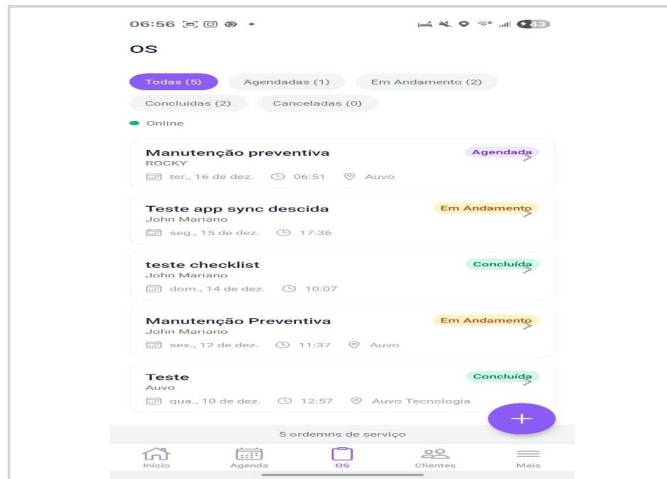 06:56
43
OS
Todas (5) Agendadas (1) Em Andamento (2)
Concluídas (2) Canceladas (0)
Online
Manutenção preventiva Agendada
ROCKY
ter., 16 de dez. 06:51 Auvo
Teste app sync descida Em Andamento
John Mariano
seg., 15 de dez. 17:36
teste checklist Concluída
John Mariano
dom., 14 de dez. 10:07
Manutenção Preventiva Em Andamento
John Mariano
sex., 12 de dez. 11:37 Auvo
Teste Concluída
Auvo
qua., 10 de dez. 12:57 Auvo Tecnologia
5 ordemns de serviço
Início Agenda OS Clientes Mais